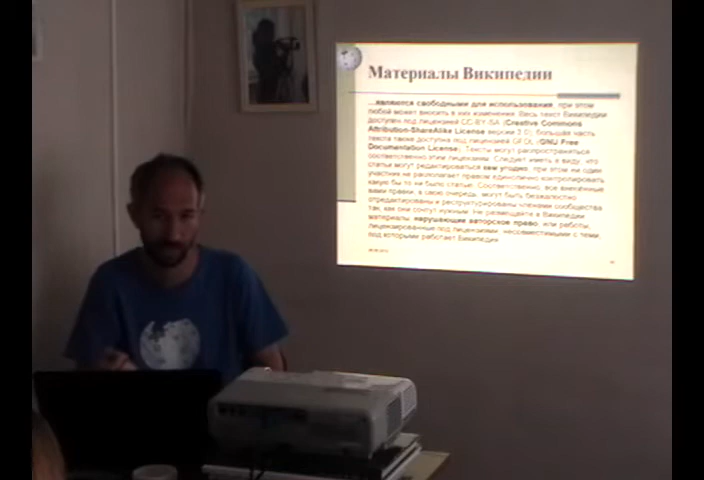 Материалы Википедии
...являются свободными для использования, при этом
любой может вносить в них изменения. Весь текст Википедии
доступен под лицензией CC-BY-SA (Creative Commons
Attribution-ShareAlike License версии 3.0), большая часть
текста также доступна под лицензией GFDL (GNU Free
Documentation License). Тексты могут распространяться
соответственно этим лицензиям. Следует иметь в виду, что
статьи могут редактироваться кем угодно, при этом ни один
участник не располагает правом единолично контролировать
какую бы то ни было статью. Соответственно, все внесённые
вами правки, в свою очередь, могут быть безжалостно
отредактированы и реструктурированы членами сообщества
так, как они сочтут нужным. Не размещайте в Википедии
материалы, нарушающие авторское право, или работы,
лицензированные под лицензиями, несовместимыми с теми,
под которыми работает Википедия